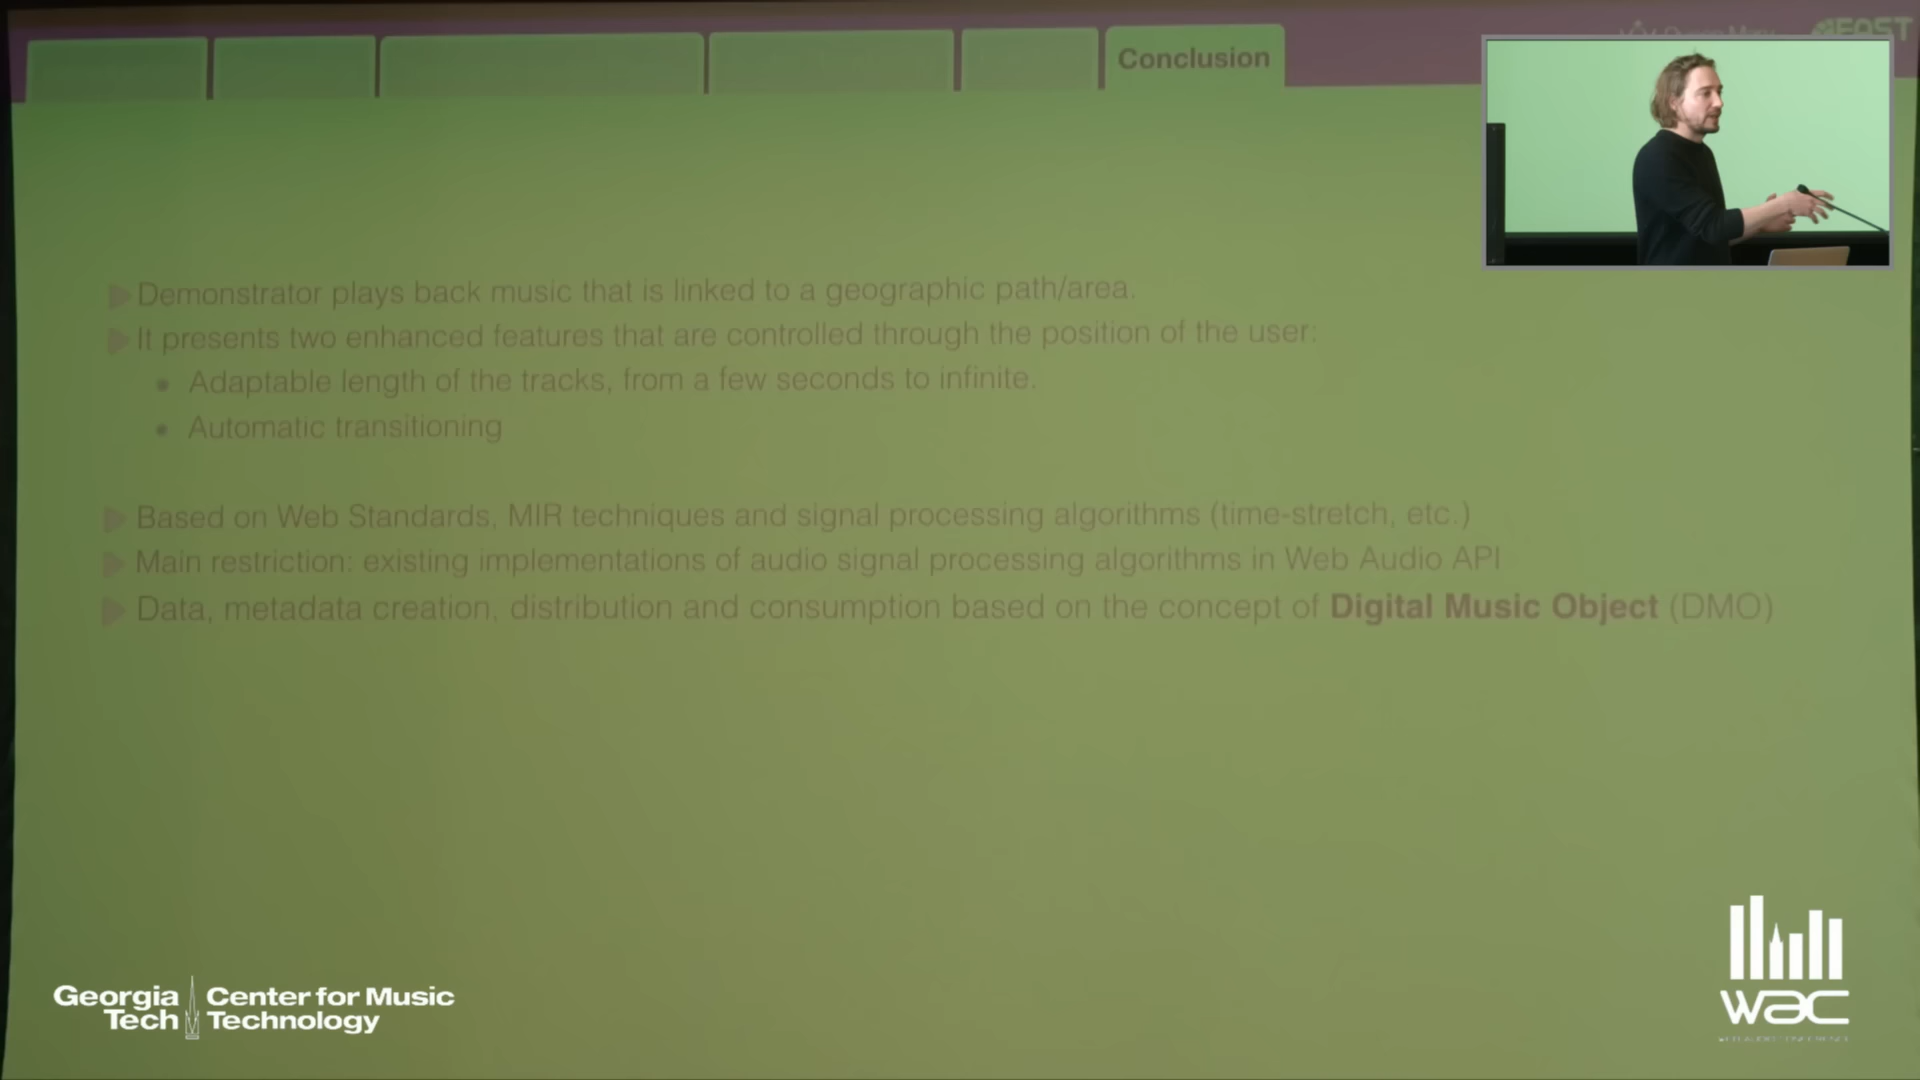 Conclusion
Demonstrator plays back music that is linked to a geographic path/area.
It presents two enhanced features that are controlled through the position of the user:
Adaptable length of the tracks, from a few seconds to infinite.
Automatic transitioning
Based on Web Standards, MIR techniques and signal processing algorithms (time-stretch, etc.)
Main restriction: existing implementations of audio signal processing algorithms in Web Audio API
Data, metadata creation, distribution and consumption based on the concept of Digital Music Object (DMO)
Georgia Tech
Center for Music Technology
wac